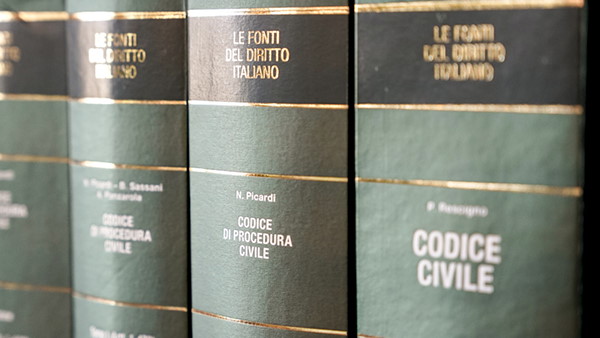 LE FONTI
DEL DIRITTO
ITALIANO
N. Picardi - B. Sassani
A. Panzarola
CODICE
DI PROCEDURA
CIVILE
LE FONTI
DEL DIRITTO
ITALIANO
N. Picardi
CODICE
DI PROCEDURA
CIVILE
LE FONTI
DEL DIRITTO
ITALIANO
P. Rescigno
CODICE
CIVILE